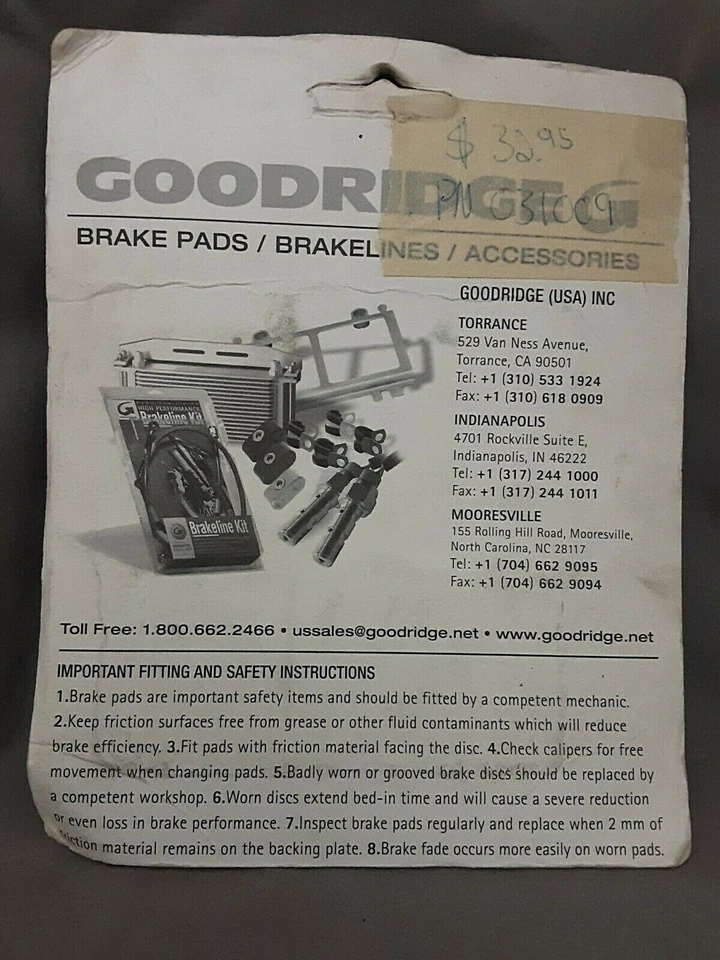 $ 32.95
PN 031009
GOODRIDGE G
BRAKE PADS / BRAKELINES / ACCESSORIES
GOODRIDGE (USA) INC
TORRANCE
529 Van Ness Avenue,
Torrance, CA 90501
Tel: +1 (310) 533 1924
Fax: +1 (310) 618 0909
INDIANAPOLIS
4701 Rockville Suite E,
Indianapolis, IN 46222
Tel: +1 (317) 244 1000
Fax: +1 (317) 244 1011
MOORESVILLE
155 Rolling Hill Road, Mooresville,
North Carolina, NC 28117
Tel: +1 (704) 662 9095
Fax: +1 (704) 662 9094
G HIGH PERFORMANCE
Brakeline Kit
Brakeline Kit
Toll Free: 1.800.662.2466 • ussales@goodridge.net • www.goodridge.net
IMPORTANT FITTING AND SAFETY INSTRUCTIONS
1.Brake pads are important safety items and should be fitted by a competent mechanic.
2.Keep friction surfaces free from grease or other fluid contaminants which will reduce
brake efficiency. 3.Fit pads with friction material facing the disc. 4.Check calipers for free
movement when changing pads. 5.Badly worn or grooved brake discs should be replaced by
a competent workshop. 6.Worn discs extend bed-in time and will cause a severe reduction
or even loss in brake performance. 7.Inspect brake pads regularly and replace when 2 mm of
friction material remains on the backing plate. 8.Brake fade occurs more easily on worn pads.